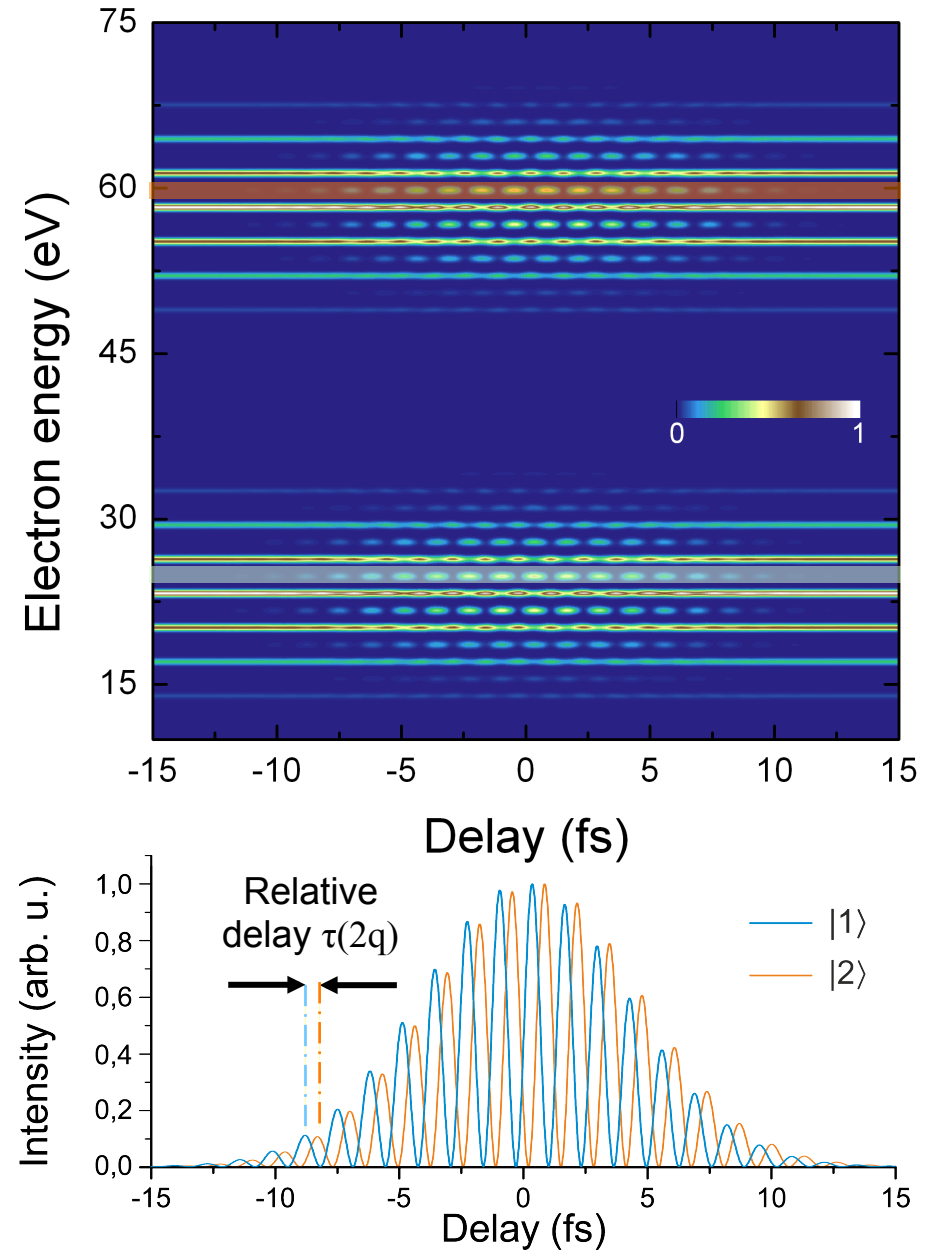 75
60
45
30
15
Electron energy (eV)
0 1
-15 -10 -5 0 5 10 15
Delay (fs)
Intensity (arb. u.)
1,0
0,8
0,6
0,4
0,2
0,0
Relative
delay τ(2q)
|1⟩
|2⟩
-15 -10 -5 0 5 10 15
Delay (fs)